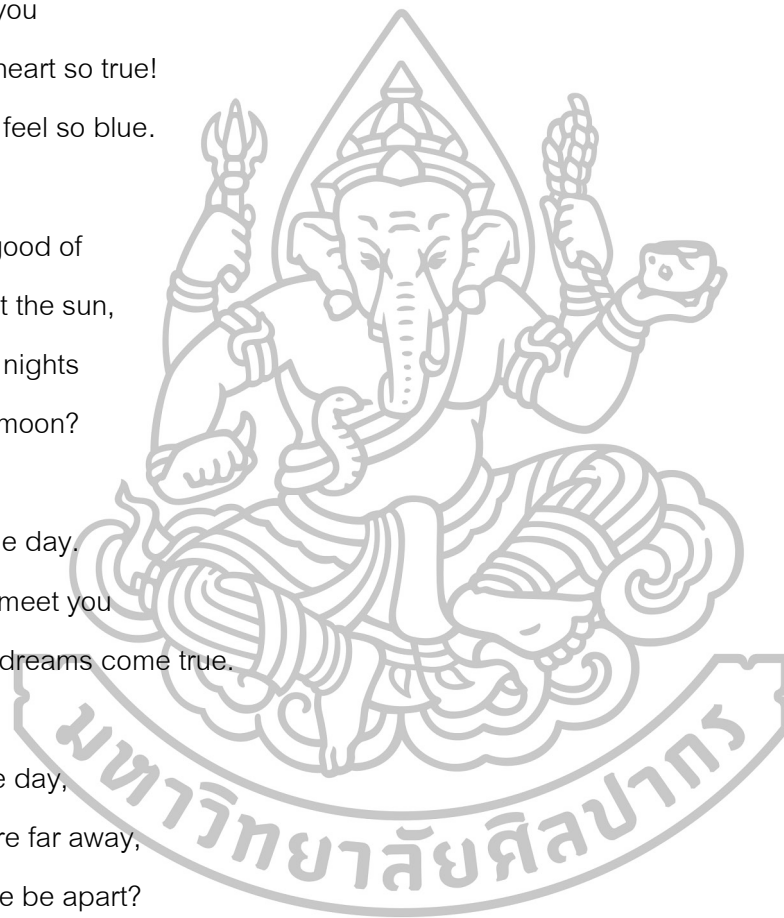 you
heart so true!
feel so blue.
good of
t the sun,
nights
moon?
e day.
meet you
dreams come true.
e day,
re far away,
e be apart?
มหาวิทยาลัยศิลปากร